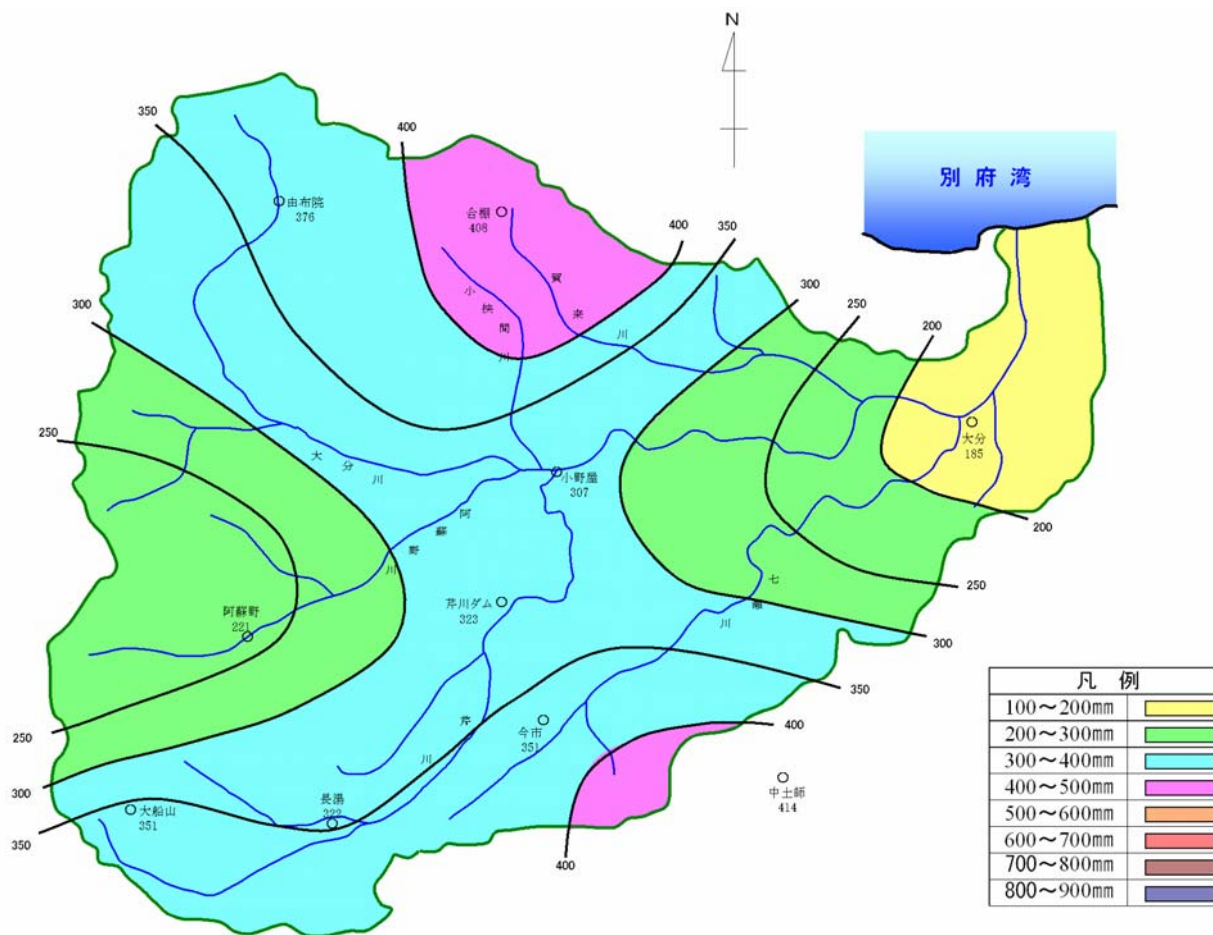 N
別府湾
350
400
由布院
376
合棚
408
400
350
300
250
200
小挾間川
賀来川
300
250
大分川
阿蘇野川
小野屋
307
大分
185
200
250
300
阿蘇野
221
芹川ダム
323
七瀬川
350
芹川
今市
351
400
中土師
414
250
300
350
大船山
351
長湯
322
400
凡例
100～200㎜
200～300㎜
300～400㎜
400～500㎜
500～600㎜
600～700㎜
700～800㎜
800～900㎜